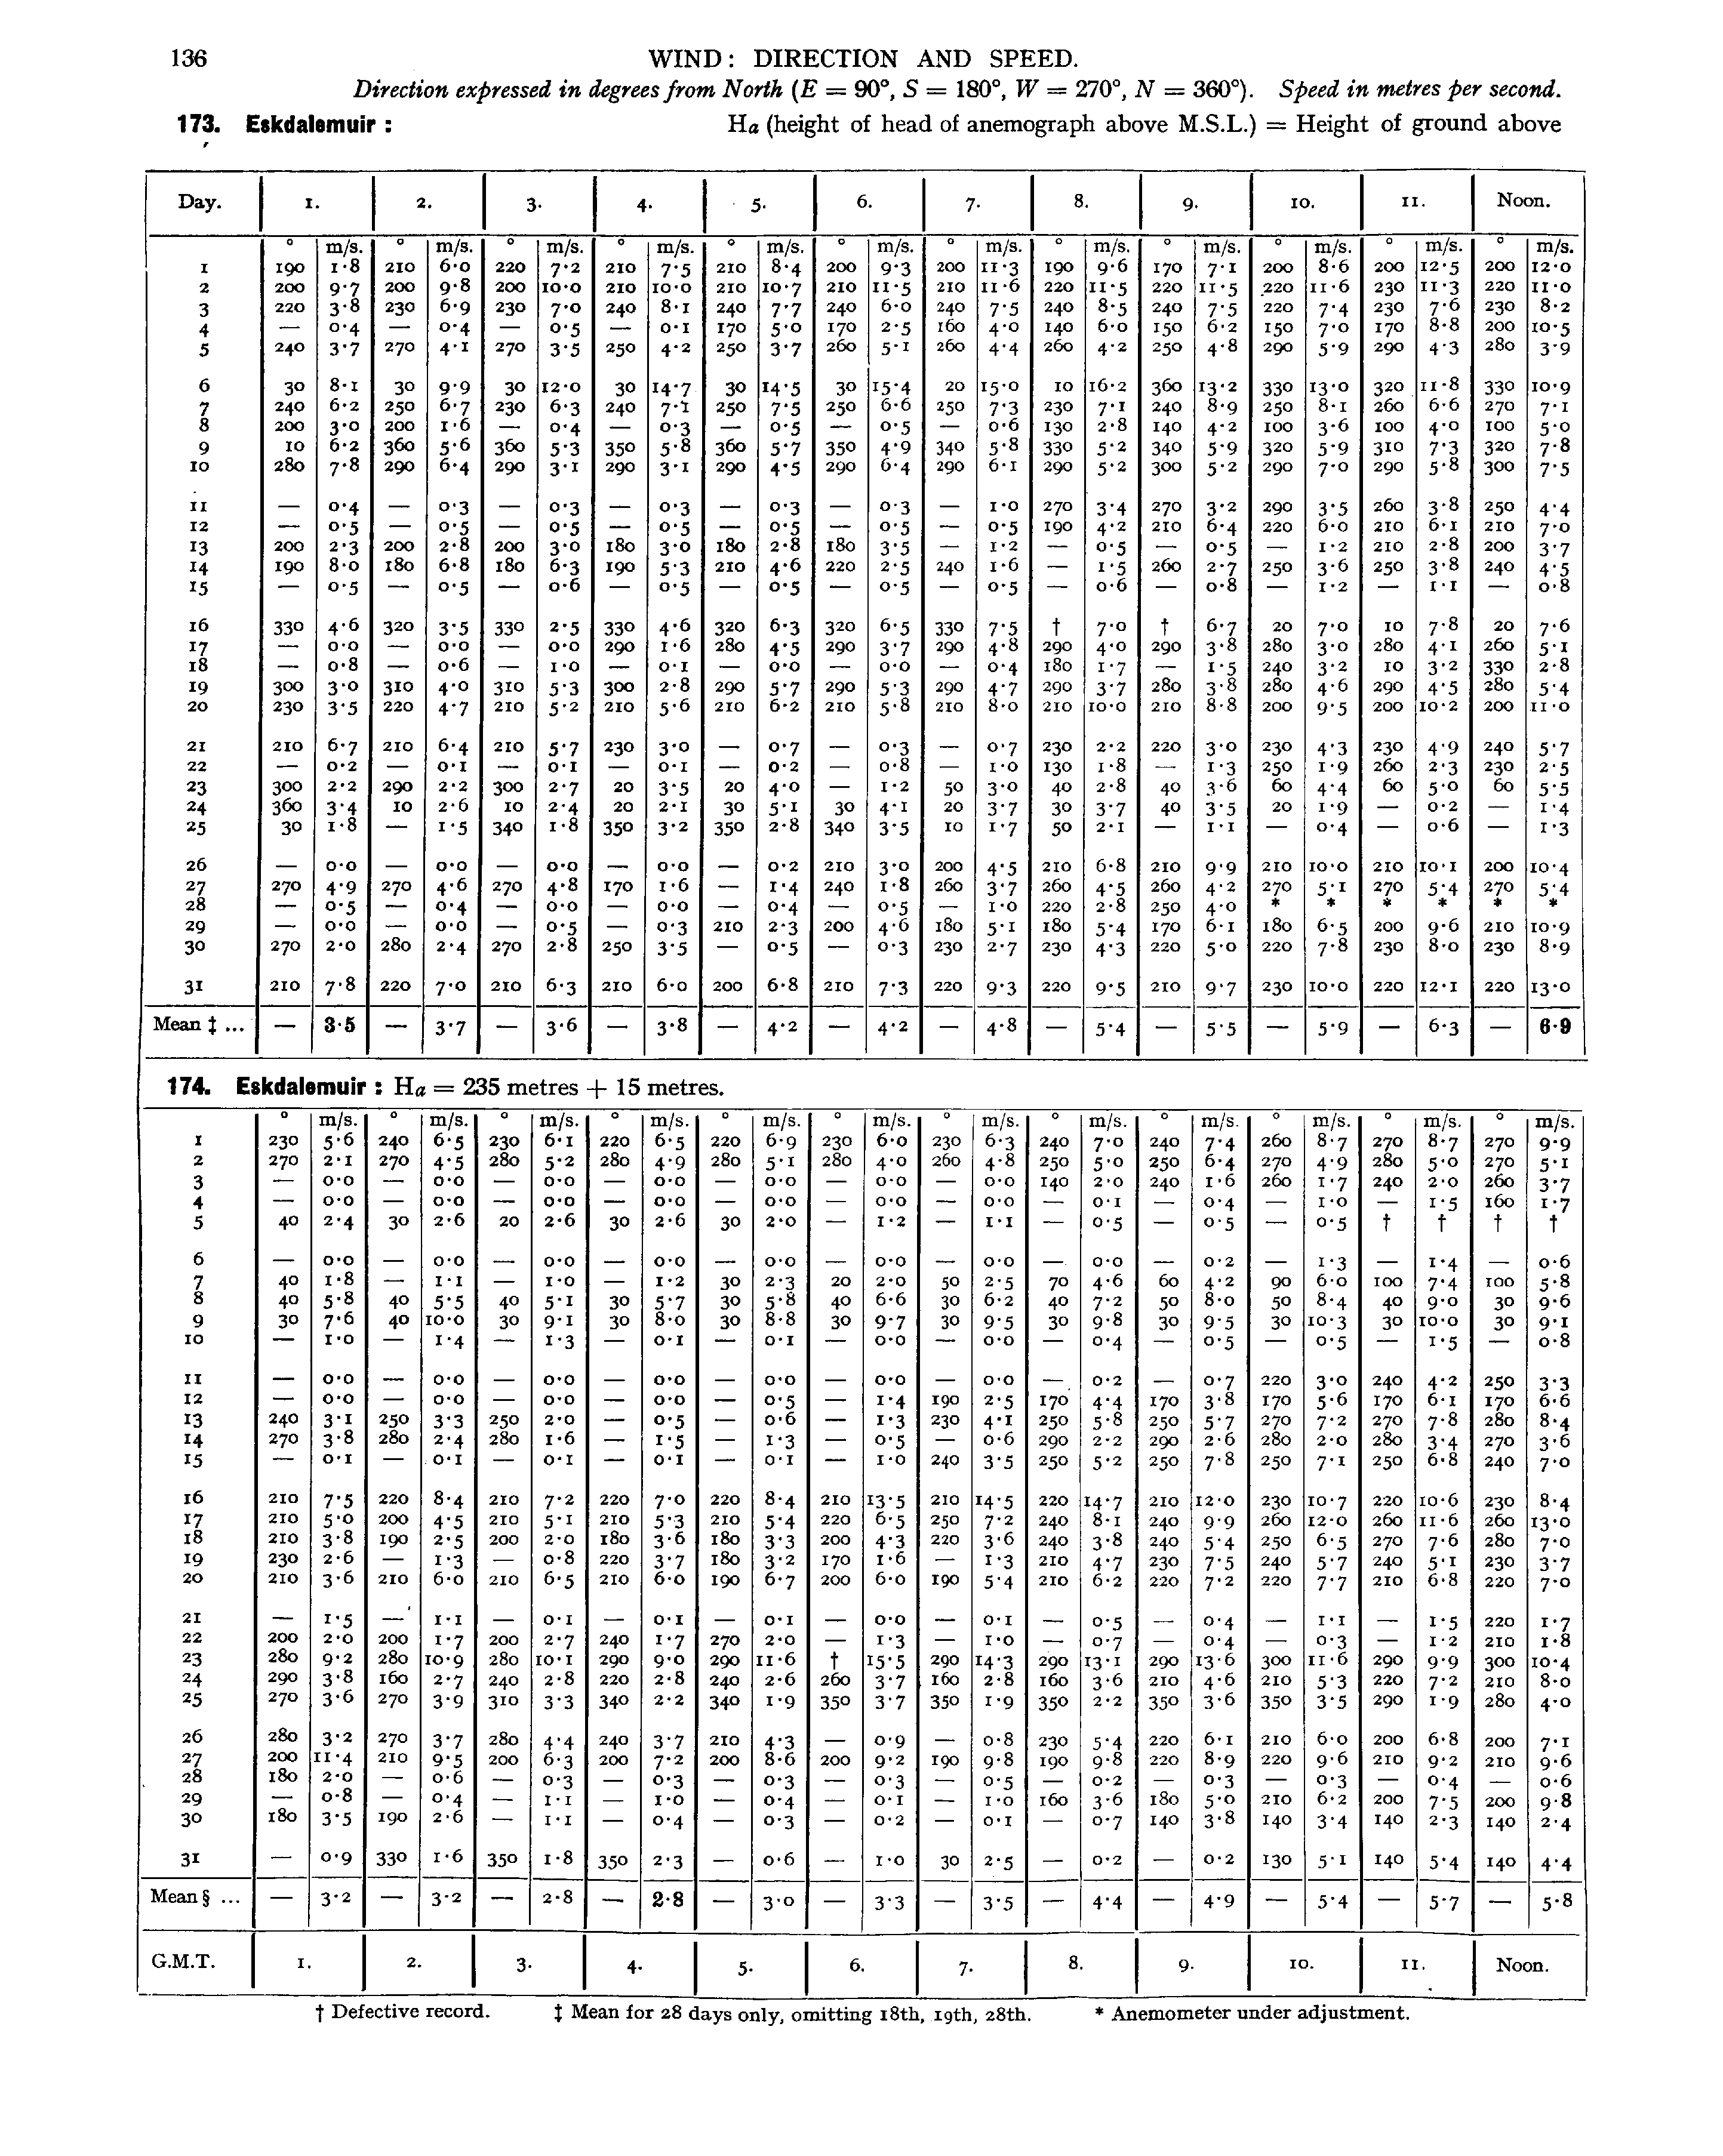 136 WIND: DIRECTION AND SPEED.
Direction expressed in degrees from North (E = 90°, S = 180°, W = 270°, N = 360°). Speed in metres per second.
173. Eskdalemuir : Ha (height of head of anemograph above M.S.L.) = Height of ground above
Day. 1. 2. 3. 4. 5. 6. 7. 8. 9. 10. 11. Noon.
° m/s. ° m/s. ° m/s. ° m/s. ° m/s. ° m/s. ° m/s. ° m/s. ° m/s. ° m/s. ° m/s. ° m/s.
1 190 1·8 210 6·0 220 7·2 210 7·5 210 8·4 200 9·3 200 11·3 190 9·6 170 7·1 200 8·6 200 12·5 200 12·0
2 200 9·7 200 9·8 200 10·0 210 10·0 210 10·7 210 11·5 210 11·6 220 11·5 220 11·5 220 11·6 230 11·3 220 11·0
3 220 3·8 230 6·9 230 7·0 240 8·1 240 7·7 240 6·0 240 7·5 240 8·5 240 7·5 220 7·4 230 7·6 230 8·2
4 — 0·4 — 0·4 — 0·5 — 0·1 170 5·0 170 2·5 160 4·0 140 6·0 150 6·2 150 7·0 170 8·8 200 10·5
5 240 3·7 270 4·1 270 3·5 250 4·2 250 3·7 260 5·1 260 4·4 260 4·2 250 4·8 290 5·9 290 4·3 280 3·9
6 30 8·1 30 9·9 30 12·0 30 14·7 30 14·5 30 15·4 20 15·0 10 16·2 360 13·2 330 13·0 320 11·8 330 10·9
7 240 6·2 250 6·7 230 6·3 240 7·1 250 7·5 250 6·6 250 7·3 230 7·1 240 8·9 250 8·1 260 6·6 270 7·1
8 200 3·0 200 1·6 — 0·4 — 0·3 — 0·5 — 0·5 — 0·6 130 2·8 140 4·2 100 3·6 100 4·0 100 5·0
9 10 6·2 360 5·6 360 5·3 350 5·8 360 5·7 350 4·9 340 5·8 330 5·2 340 5·9 320 5·9 310 7·3 320 7·8
10 280 7·8 290 6·4 290 3·1 290 3·1 290 4·5 290 6·4 290 6·1 290 5·2 300 5·2 290 7·0 290 5·8 300 7·5
11 — 0·4 — 0·3 — 0·3 — 0·3 — 0·3 — 0·3 — 1·0 270 3·4 270 3·2 290 3·5 260 3·8 250 4·4
12 — 0·5 — 0·5 — 0·5 — 0·5 — 0·5 — 0·5 — 0·5 190 4·2 210 6·4 220 6·0 210 6·1 210 7·0
13 200 2·3 200 2·8 200 3·0 180 3·0 180 2·8 180 3·5 — 1·2 — 0·5 — 0·5 — 1·2 210 2·8 200 3·7
14 190 8·0 180 6·8 180 6·3 190 5·3 210 4·6 220 2·5 240 1·6 — 1·5 260 2·7 250 3·6 250 3·8 240 4·5
15 — 0·5 — 0·5 — 0·6 — 0·5 — 0·5 — 0·5 — 0·5 — 0·6 — 0·8 — 1·2 — 1·1 — 0·8
16 330 4·6 320 3·5 330 2·5 330 4·6 320 6·3 320 6·5 330 7·5 † 7·0 † 6·7 20 7·0 10 7·8 20 7·6
17 — 0·0 — 0·0 — 0·0 290 1·6 280 4·5 290 3·7 290 4·8 290 4·0 290 3·8 280 3·0 280 4·1 260 5·1
18 — 0·8 — 0·6 — 1·0 — 0·1 — 0·0 — 0·0 — 0·4 180 1·7 — 1·5 240 3·2 10 3·2 330 2·8
19 300 3·0 310 4·0 310 5·3 300 2·8 290 5·7 290 5·3 290 4·7 290 3·7 280 3·8 280 4·6 290 4·5 280 5·4
20 230 3·5 220 4·7 210 5·2 210 5·6 210 6·2 210 5·8 210 8·0 210 10·0 210 8·8 200 9·5 200 10·2 200 11·0
21 210 6·7 210 6·4 210 5·7 230 3·0 — 0·7 — 0·3 — 0·7 230 2·2 220 3·0 230 4·3 230 4·9 240 5·7
22 — 0·2 — 0·1 — 0·1 — 0·1 — 0·2 — 0·8 — 1·0 130 1·8 — 1·3 250 1·9 260 2·3 230 2·5
23 300 2·2 290 2·2 300 2·7 20 3·5 20 4·0 — 1·2 50 3·0 40 2·8 40 3·6 60 4·4 60 5·0 60 5·5
24 360 3·4 10 2·6 10 2·4 20 2·1 30 5·1 30 4·1 20 3·7 30 3·7 40 3·5 20 1·9 — 0·2 — 1·4
25 30 1·8 — 1·5 340 1·8 350 3·2 350 2·8 340 3·5 10 1·7 50 2·1 — 1·1 — 0·4 — 0·6 — 1·3
26 — 0·0 — 0·0 — 0·0 — 0·0 — 0·2 210 3·0 200 4·5 210 6·8 210 9·9 210 10·0 210 10·1 200 10·4
27 270 4·9 270 4·6 270 4·8 170 1·6 — 1·4 240 1·8 260 3·7 260 4·5 260 4·2 270 5·1 270 5·4 270 5·4
28 — 0·5 — 0·4 — 0·0 — 0·0 — 0·4 — 0·5 — 1·0 220 2·8 250 4·0 * * * * * *
29 — 0·0 — 0·0 — 0·5 — 0·3 210 2·3 200 4·6 180 5·1 180 5·4 170 6·1 180 6·5 200 9·6 210 10·9
30 270 2·0 280 2·4 270 2·8 250 3·5 — 0·5 — 0·3 230 2·7 230 4·3 220 5·0 220 7·8 230 8·0 230 8·9
31 210 7·8 220 7·0 210 6·3 210 6·0 200 6·8 210 7·3 220 9·3 220 9·5 210 9·7 230 10·0 220 12·1 220 13·0
Mean ‡ ... — 3·5 — 3·7 — 3·6 — 3·8 — 4·2 — 4·2 — 4·8 — 5·4 — 5·5 — 5·9 — 6·3 — 6·9
174. Eskdalemuir : Ha = 235 metres + 15 metres.
° m/s. ° m/s. ° m/s. ° m/s. ° m/s. ° m/s. ° m/s. ° m/s. ° m/s. ° m/s. ° m/s. ° m/s.
1 230 5·6 240 6·5 230 6·1 220 6·5 220 6·9 230 6·0 230 6·3 240 7·0 240 7·4 260 8·7 270 8·7 270 9·9
2 270 2·1 270 4·5 280 5·2 280 4·9 280 5·1 280 4·0 260 4·8 250 5·0 250 6·4 270 4·9 280 5·0 270 5·1
3 — 0·0 — 0·0 — 0·0 — 0·0 — 0·0 — 0·0 — 0·0 140 2·0 240 1·6 260 1·7 240 2·0 260 3·7
4 — 0·0 — 0·0 — 0·0 — 0·0 — 0·0 — 0·0 — 0·0 — 0·1 — 0·4 — 1·0 — 1·5 160 1·7
5 40 2·4 30 2·6 20 2·6 30 2·6 30 2·0 — 1·2 — 1·1 — 0·5 — 0·5 — 0·5 † † † †
6 — 0·0 — 0·0 — 0·0 — 0·0 — 0·0 — 0·0 — 0·0 — 0·0 — 0·2 — 1·3 — 1·4 — 0·6
7 40 1·8 — 1·1 — 1·0 — 1·2 30 2·3 20 2·0 50 2·5 70 4·6 60 4·2 90 6·0 100 7·4 100 5·8
8 40 5·8 40 5·5 40 5·1 30 5·7 30 5·8 40 6·6 30 6·2 40 7·2 50 8·0 50 8·4 40 9·0 30 9·6
9 30 7·6 40 10·0 30 9·1 30 8·0 30 8·8 30 9·7 30 9·5 30 9·8 30 9·5 30 10·3 30 10·0 30 9·1
10 — 1·0 — 1·4 — 1·3 — 0·1 — 0·1 — 0·0 — 0·0 — 0·4 — 0·5 — 0·5 — 1·5 — 0·8
11 — 0·0 — 0·0 — 0·0 — 0·0 — 0·0 — 0·0 — 0·0 — 0·2 — 0·7 220 3·0 240 4·2 250 3·3
12 — 0·0 — 0·0 — 0·0 — 0·0 — 0·5 — 1·4 190 2·5 170 4·4 170 3·8 170 5·6 170 6·1 170 6·6
13 240 3·1 250 3·3 250 2·0 — 0·5 — 0·6 — 1·3 230 4·1 250 5·8 250 5·7 270 7·2 270 7·8 280 8·4
14 270 3·8 280 2·4 280 1·6 — 1·5 — 1·3 — 0·5 — 0·6 290 2·2 290 2·6 280 2·0 280 3·4 270 3·6
15 — 0·1 — 0·1 — 0·1 — 0·1 — 0·1 — 1·0 240 3·5 250 5·2 250 7·8 250 7·1 250 6·8 240 7·0
16 210 7·5 220 8·4 210 7·2 220 7·0 220 8·4 210 13·5 210 14·5 220 14·7 210 12·0 230 10·7 220 10·6 230 8·4
17 210 5·0 200 4·5 210 5·1 210 5·3 210 5·4 220 6·5 250 7·2 240 8·1 240 9·9 260 12·0 260 11·6 260 13·0
18 210 3·8 190 2·5 200 2·0 180 3·6 180 3·3 200 4·3 220 3·6 240 3·8 240 5·4 250 6·5 270 7·6 280 7·0
19 230 2·6 — 1·3 — 0·8 220 3·7 180 3·2 170 1·6 — 1·3 210 4·7 230 7·5 240 5·7 240 5·1 230 3·7
20 210 3·6 210 6·0 210 6·5 210 6·0 190 6·7 200 6·0 190 5·4 210 6·2 220 7·2 220 7·7 210 6·8 220 7·0
21 — 1·5 — 1·1 — 0·1 — 0·1 — 0·1 — 0·0 — 0·1 — 0·5 — 0·4 — 1·1 — 1·5 220 1·7
22 200 2·0 200 1·7 200 2·7 240 1·7 270 2·0 — 1·3 — 1·0 — 0·7 — 0·4 — 0·3 — 1·2 210 1·8
23 280 9·2 280 10·9 280 10·1 290 9·0 290 11·6 † 15·5 290 14·3 290 13·1 290 13·6 300 11·6 290 9·9 300 10·4
24 290 3·8 160 2·7 240 2·8 220 2·8 240 2·6 260 3·7 160 2·8 160 3·6 210 4·6 210 5·3 220 7·2 210 8·0
25 270 3·6 270 3·9 310 3·3 340 2·2 340 1·9 350 3·7 350 1·9 350 2·2 350 3·6 350 3·5 290 1·9 280 4·0
26 280 3·2 270 3·7 280 4·4 240 3·7 210 4·3 — 0·9 — 0·8 230 5·4 220 6·1 210 6·0 200 6·8 200 7·1
27 200 11·4 210 9·5 200 6·3 200 7·2 200 8·6 200 9·2 190 9·8 190 9·8 220 8·9 220 9·6 210 9·2 210 9·6
28 180 2·0 — 0·6 — 0·3 — 0·3 — 0·3 — 0·3 — 0·5 — 0·2 — 0·3 — 0·3 — 0·4 — 0·6
29 — 0·8 — 0·4 — 1·1 — 1·0 — 0·4 — 0·1 — 1·0 160 3·6 180 5·0 210 6·2 200 7·5 200 9·8
30 180 3·5 190 2·6 — 1·1 — 0·4 — 0·3 — 0·2 — 0·1 — 0·7 140 3·8 140 3·4 140 2·3 140 2·4
31 — 0·9 330 1·6 350 1·8 350 2·3 — 0·6 — 1·0 30 2·5 — 0·2 — 0·2 130 5·1 140 5·4 140 4·4
Mean § ... — 3·2 — 3·2 — 2·8 — 2·8 — 3·0 — 3·3 — 3·5 — 4·4 — 4·9 — 5·4 — 5·7 — 5·8
G.M.T. 1. 2. 3. 4. 5. 6. 7. 8. 9. 10. 11. Noon.
† Defective record. ‡ Mean for 28 days only, omitting 18th, 19th, 28th. * Anemometer under adjustment.